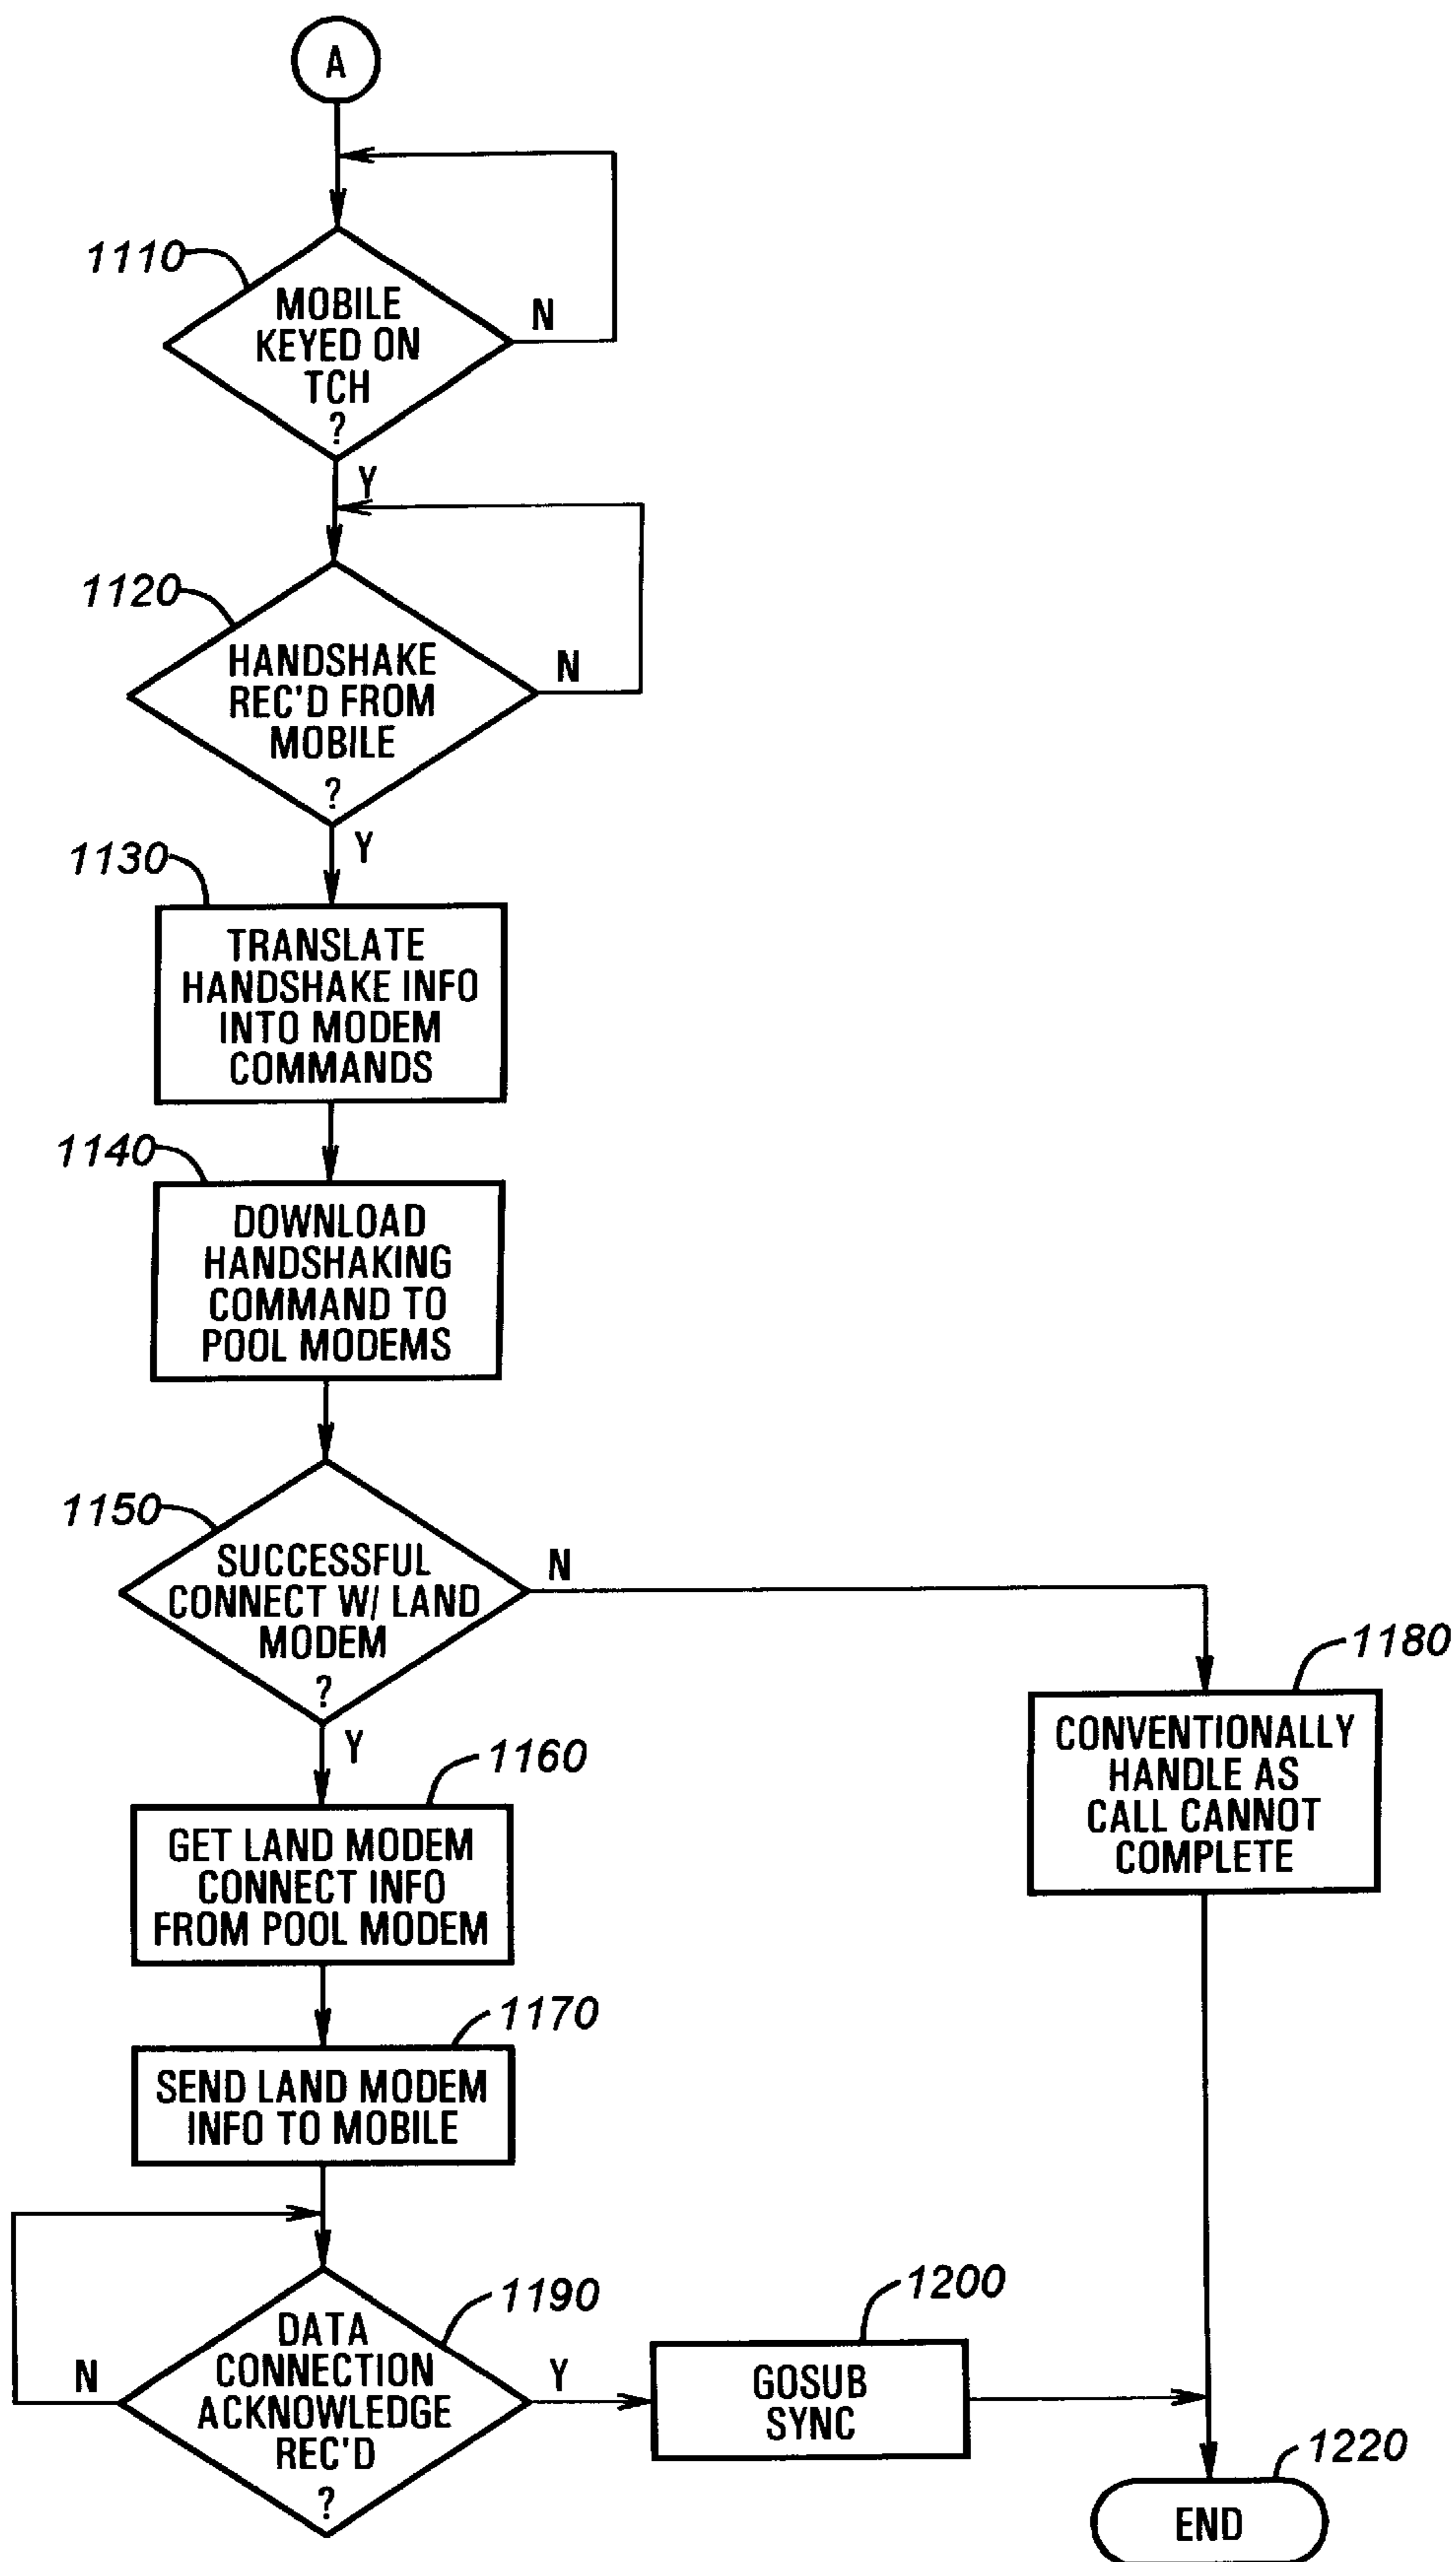 A
1110
MOBILE
KEYED ON
TCH
?
N
Y
1120
HANDSHAKE
REC'D FROM
MOBILE
?
N
Y
1130
TRANSLATE
HANDSHAKE INFO
INTO MODEM
COMMANDS
1140
DOWNLOAD
HANDSHAKING
COMMAND TO
POOL MODEMS
1150
SUCCESSFUL
CONNECT W/ LAND
MODEM
?
N
Y
1180
CONVENTIONALLY
HANDLE AS
CALL CANNOT
COMPLETE
1160
GET LAND MODEM
CONNECT INFO
FROM POOL MODEM
1170
SEND LAND MODEM
INFO TO MOBILE
1190
DATA
CONNECTION
ACKNOWLEDGE
REC'D
?
N
Y
1200
GOSUB
SYNC
1220
END